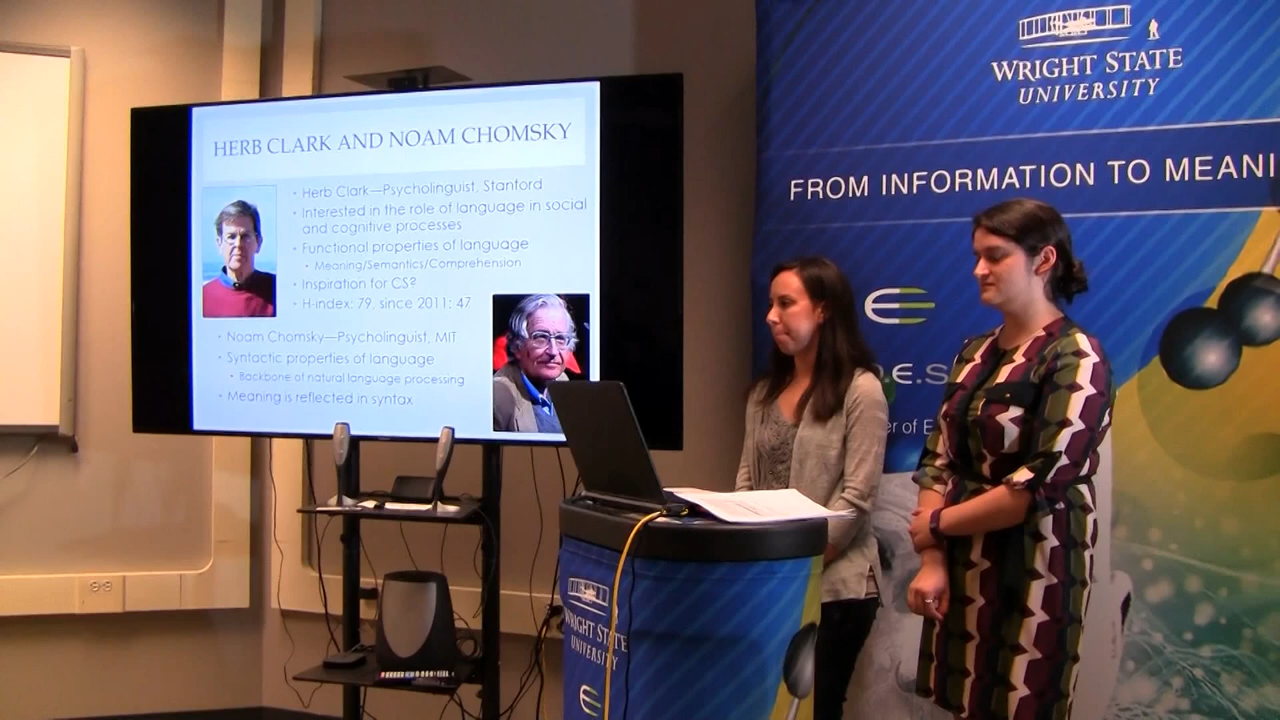 HERB CLARK AND NOAM CHOMSKY
• Herb Clark—Psycholinguist, Stanford
• Interested in the role of language in social
and cognitive processes
• Functional properties of language
• Meaning/Semantics/Comprehension
• Inspiration for CS?
• H-index: 79, since 2011: 47
• Noam Chomsky—Psycholinguist, MIT
• Syntactic properties of language
• Backbone of natural language processing
• Meaning is reflected in syntax
WRIGHT STATE
UNIVERSITY
FROM INFORMATION TO MEANI
WRIGHT STATE
UNIVERSITY